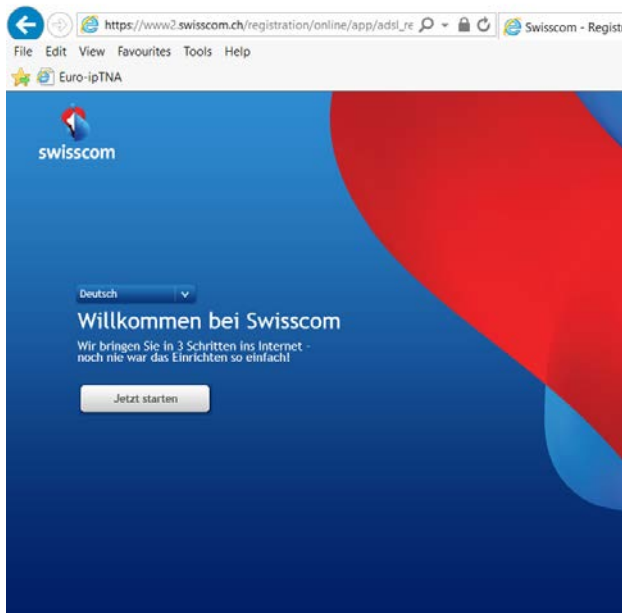 https://www2.swisscom.ch/registration/online/app/adsl_re
Swisscom - Regist
File Edit View Favourites Tools Help
Euro-ipTNA
swisscom
Deutsch
Willkommen bei Swisscom
Wir bringen Sie in 3 Schritten ins Internet -
noch nie war das Einrichten so einfach!
Jetzt starten